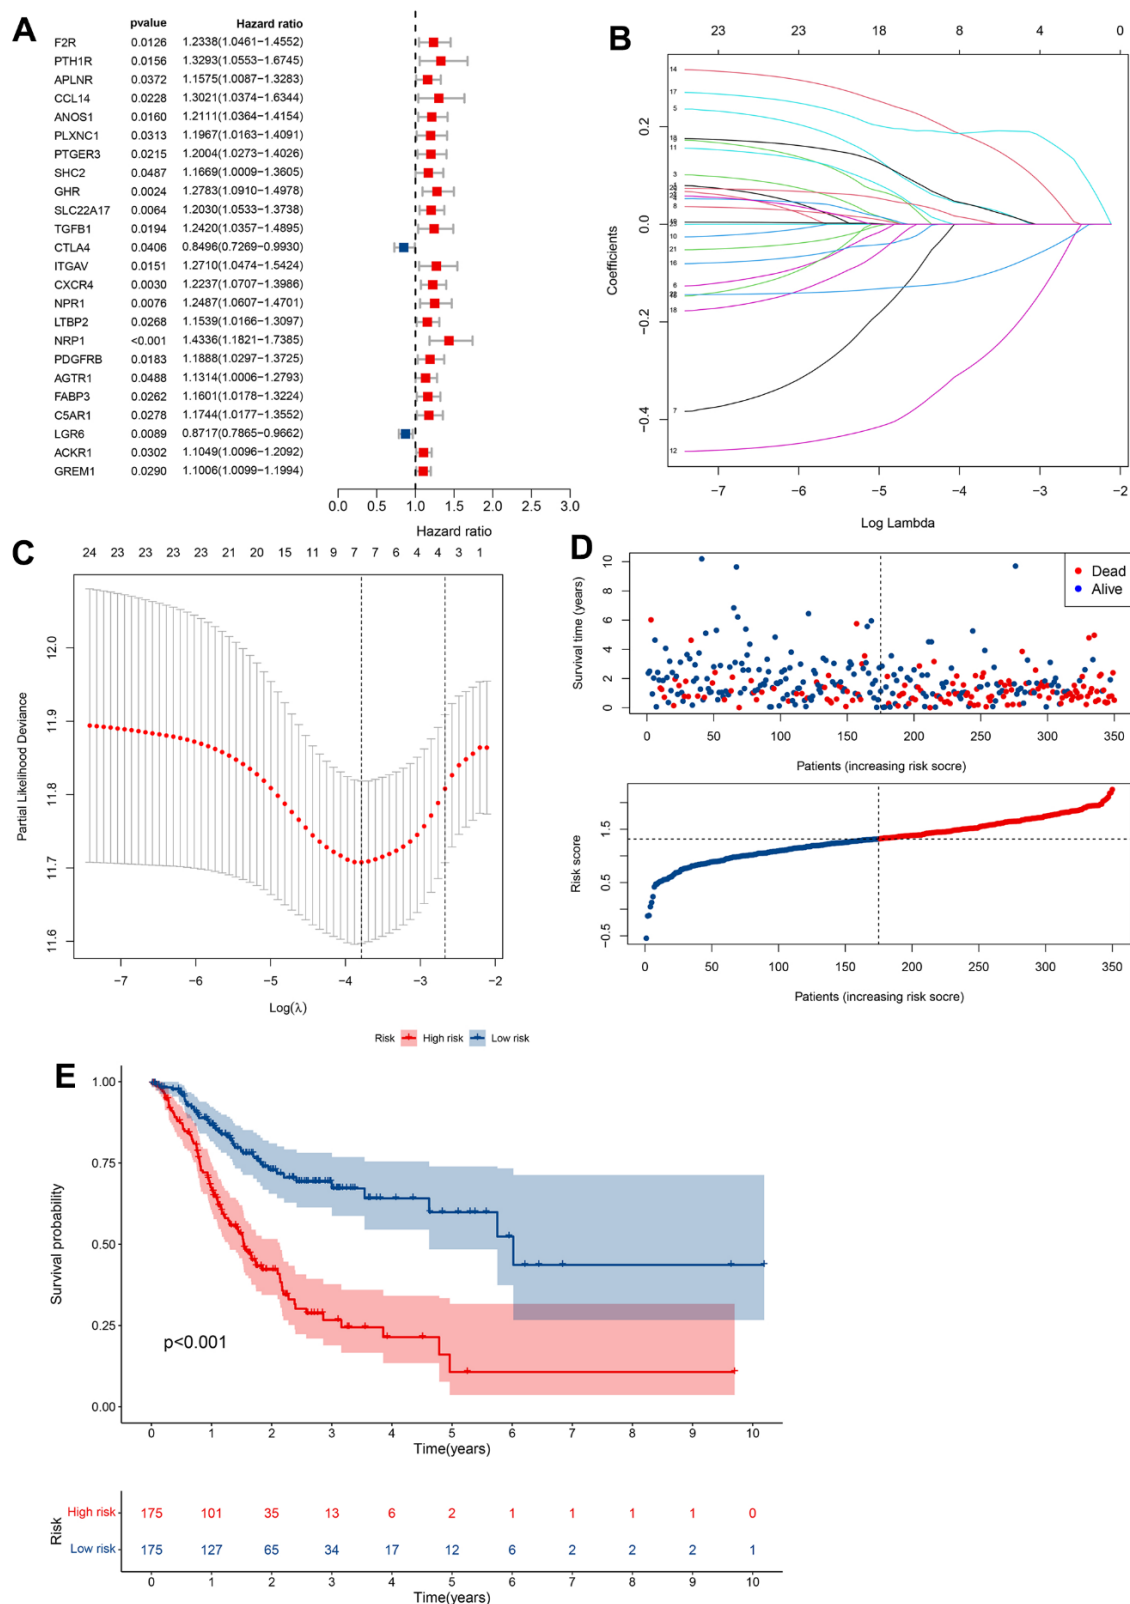 A
pvalue Hazard ratio
F2R 0.0126 1.2338(1.0461−1.4552)
PTH1R 0.0156 1.3293(1.0553−1.6745)
APLNR 0.0372 1.1575(1.0087−1.3283)
CCL14 0.0228 1.3021(1.0374−1.6344)
ANOS1 0.0160 1.2111(1.0364−1.4154)
PLXNC1 0.0313 1.1967(1.0163−1.4091)
PTGER3 0.0215 1.2004(1.0273−1.4026)
SHC2 0.0487 1.1669(1.0009−1.3605)
GHR 0.0024 1.2783(1.0910−1.4978)
SLC22A17 0.0064 1.2030(1.0533−1.3738)
TGFB1 0.0194 1.2420(1.0357−1.4895)
CTLA4 0.0406 0.8496(0.7269−0.9930)
ITGAV 0.0151 1.2710(1.0474−1.5424)
CXCR4 0.0030 1.2237(1.0707−1.3986)
NPR1 0.0076 1.2487(1.0607−1.4701)
LTBP2 0.0268 1.1539(1.0166−1.3097)
NRP1 <0.001 1.4336(1.1821−1.7385)
PDGFRB 0.0183 1.1888(1.0297−1.3725)
AGTR1 0.0488 1.1314(1.0006−1.2793)
FABP3 0.0262 1.1601(1.0178−1.3224)
C5AR1 0.0278 1.1744(1.0177−1.3552)
LGR6 0.0089 0.8717(0.7865−0.9662)
ACKR1 0.0302 1.1049(1.0096−1.2092)
GREM1 0.0290 1.1006(1.0099−1.1994)
0.0 0.5 1.0 1.5 2.0 2.5 3.0
Hazard ratio
B
23 23 18 8 4 0
Coefficients
0.2
0.0
−0.2
−0.4
14
17
5
11
3
8
10
21
16
6
18
7
12
−7 −6 −5 −4 −3 −2
Log Lambda
C
24 23 23 23 23 21 20 15 11 9 7 7 6 4 4 3 1
Partial Likelihood Deviance
12.0
11.9
11.8
11.7
11.6
−7 −6 −5 −4 −3 −2
Log(λ)
D
Survival time (years)
10
8
6
4
2
0
Dead
Alive
0 50 100 150 200 250 300 350
Patients (increasing risk socre)
Risk score
1.5
0.5
−0.5
0 50 100 150 200 250 300 350
Patients (increasing risk socre)
E
Risk High risk Low risk
Survival probability
1.00
0.75
0.50
0.25
0.00
p<0.001
0 1 2 3 4 5 6 7 8 9 10
Time(years)
Risk
High risk 175 101 35 13 6 2 1 1 1 1 0
Low risk 175 127 65 34 17 12 6 2 2 2 1
0 1 2 3 4 5 6 7 8 9 10
Time(years)